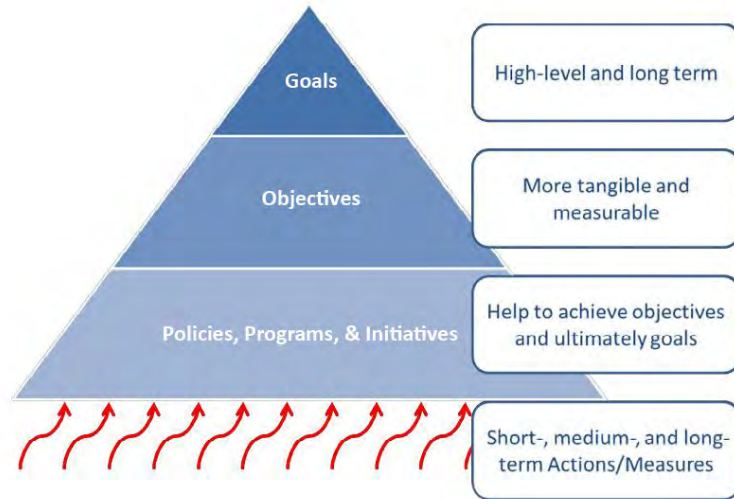 Goals
High-level and long term
Objectives
More tangible and
measurable
Policies, Programs, & Initiatives
Help to achieve objectives
and ultimately goals
Short-, medium-, and long-
term Actions/Measures